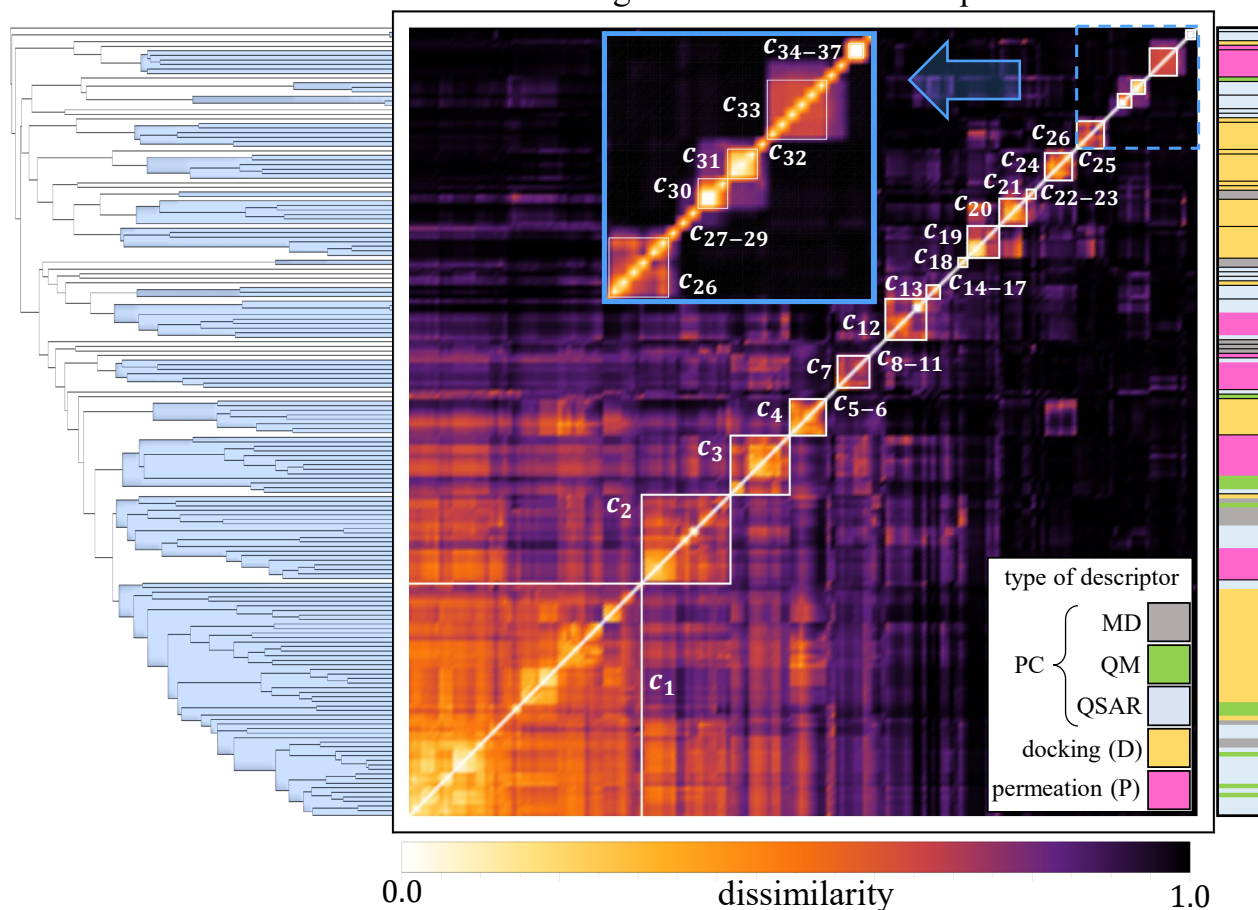 c34−37
c33
c32
c31
c30
c27−29
c26
c26
c25
c24
c22−23
c21
c20
c19
c18
c14−17
c13
c12
c8−11
c7
c5−6
c4
c3
c2
c1
type of descriptor
PC
MD
QM
QSAR
docking (D)
permeation (P)
0.0
dissimilarity
1.0